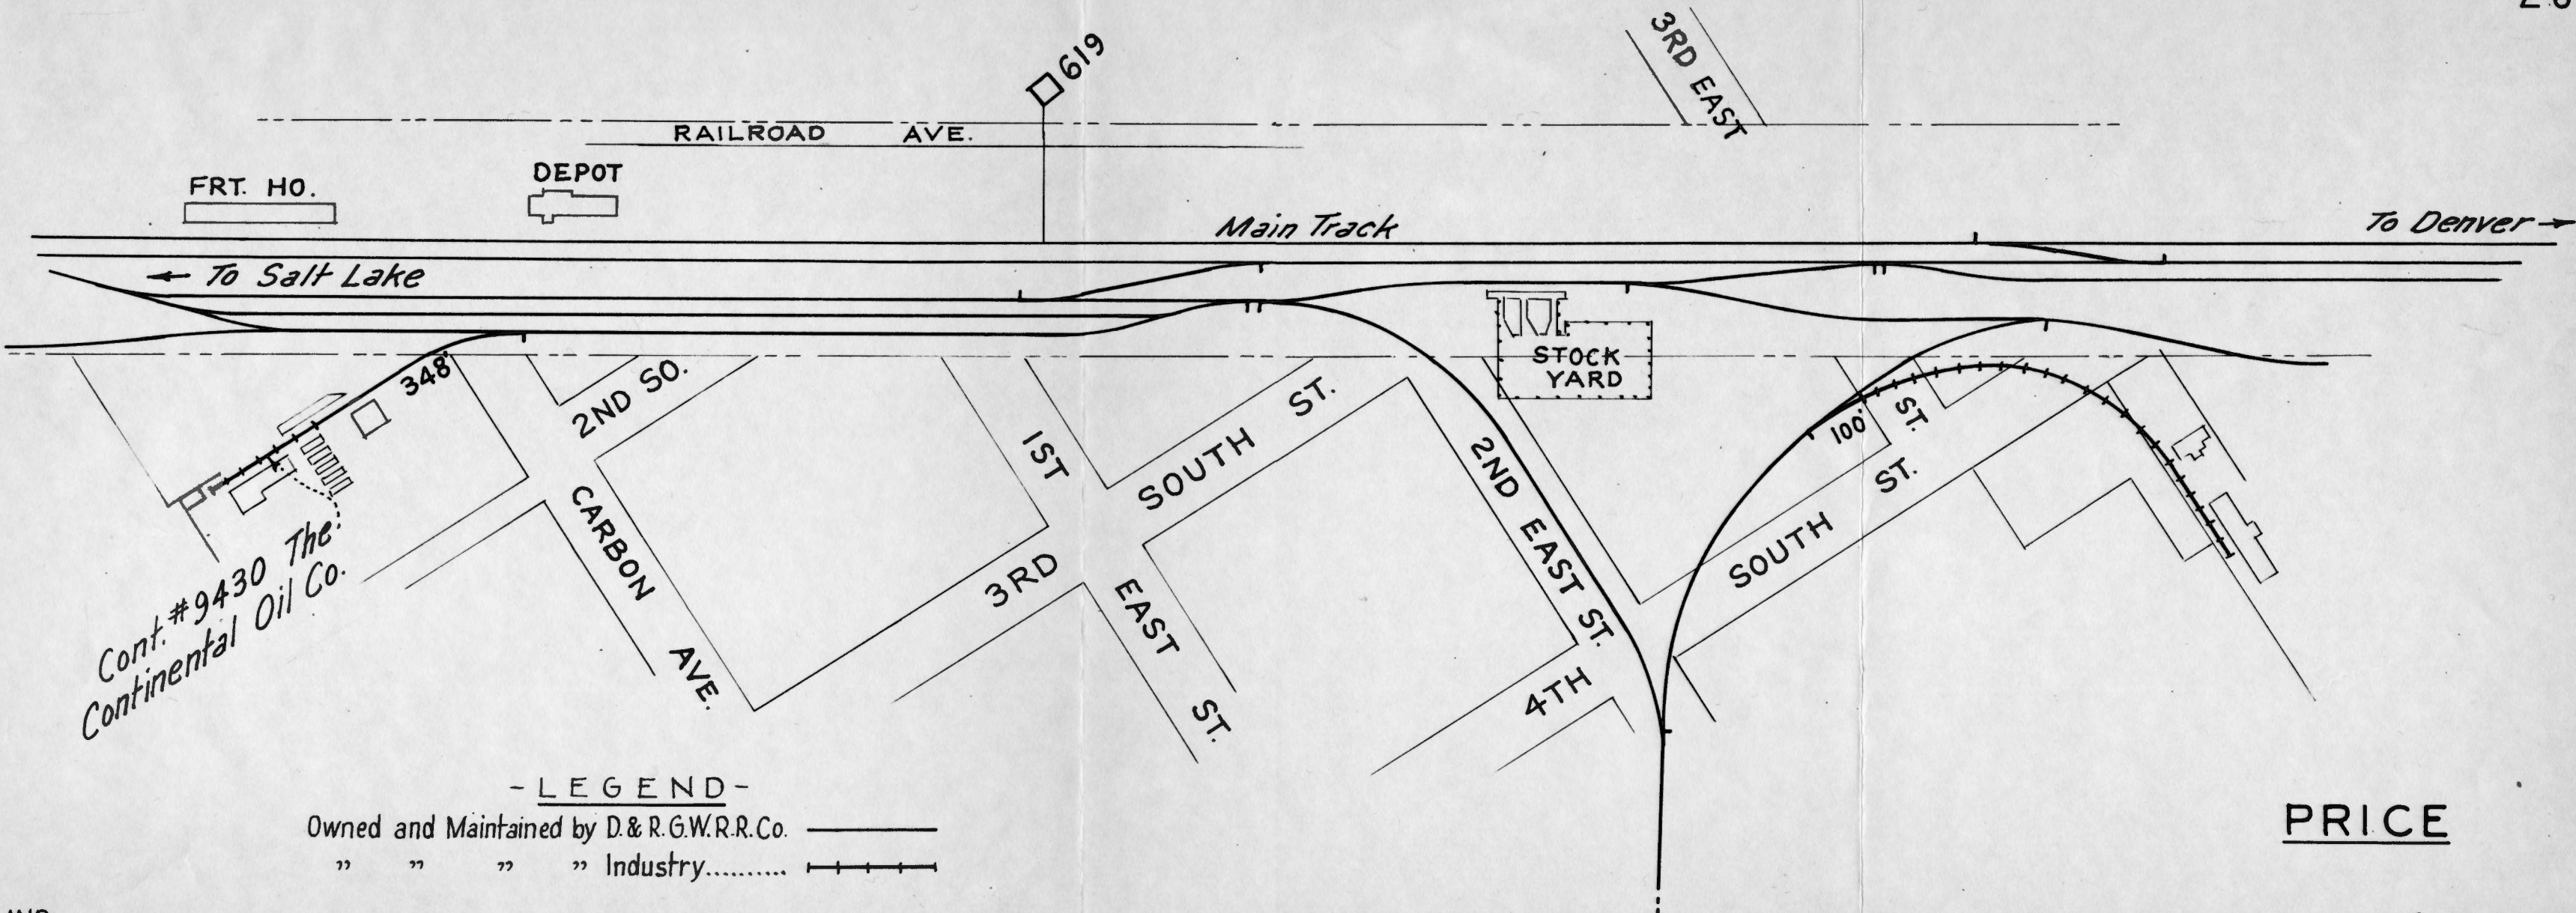 619
3RD EAST
RAILROAD AVE.
FRT. HO.
DEPOT
Main Track
To Denver →
← To Salt Lake
348'
2ND SO.
STOCK
YARD
1ST
EAST
ST.
SOUTH ST.
3RD
100'
ST.
2ND EAST ST.
SOUTH ST.
CARBON
AVE.
4TH
Cont. #9430 The
Continental Oil Co.
- LEGEND -
Owned and Maintained by D. & R. G. W. R. R. Co.
" " " " Industry..........
PRICE